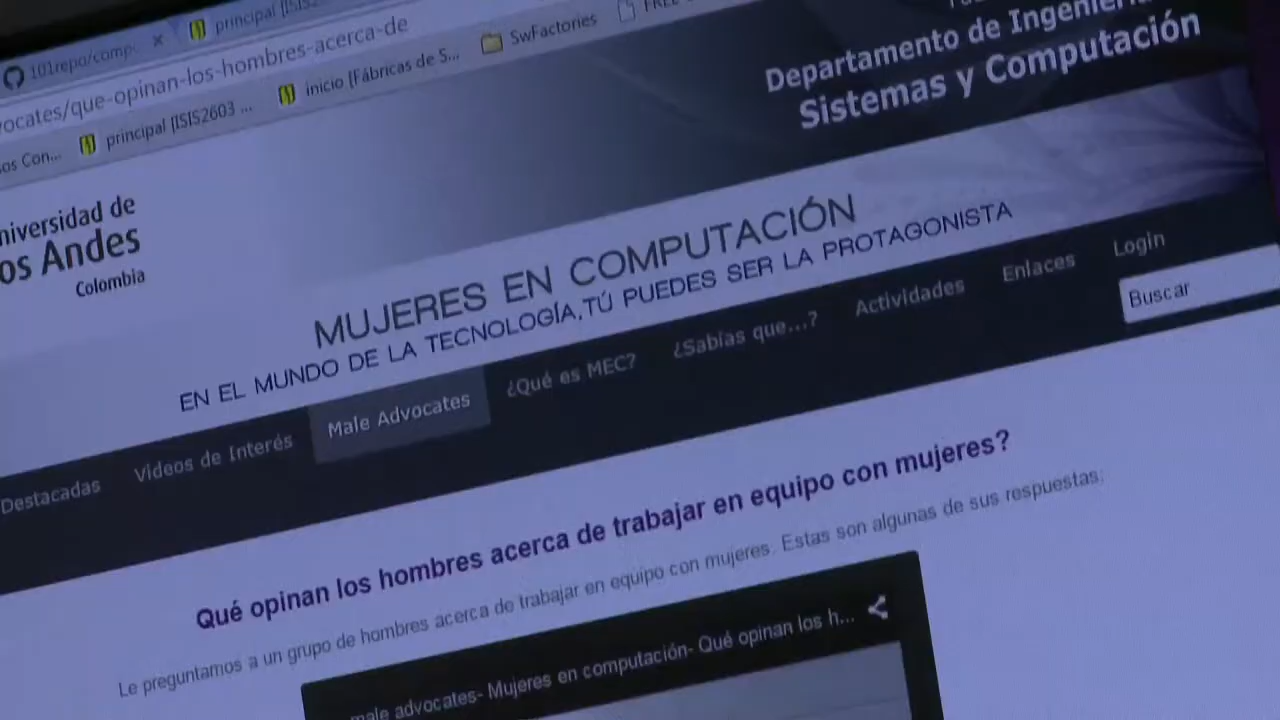 101repo/comp
principal [ISIS2
ocates/que-opinan-los-hombres-acerca-de
os Con...
principal [ISIS2603 ...
inicio [Fábricas de S...
SwFactories
FREE
Departamento de Ingeniería
Sistemas y Computación
niversidad de
os Andes
Colombia
MUJERES EN COMPUTACIÓN
EN EL MUNDO DE LA TECNOLOGÍA,TÚ PUEDES SER LA PROTAGONISTA
Destacadas
Videos de Interés
Male Advocates
¿Qué es MEC?
¿Sabías que...?
Actividades
Enlaces
Login
Buscar
Qué opinan los hombres acerca de trabajar en equipo con mujeres?
Le preguntamos a un grupo de hombres acerca de trabajar en equipo con mujeres. Estas son algunas de sus respuestas:
male advocates- Mujeres en computación- Qué opinan los h...